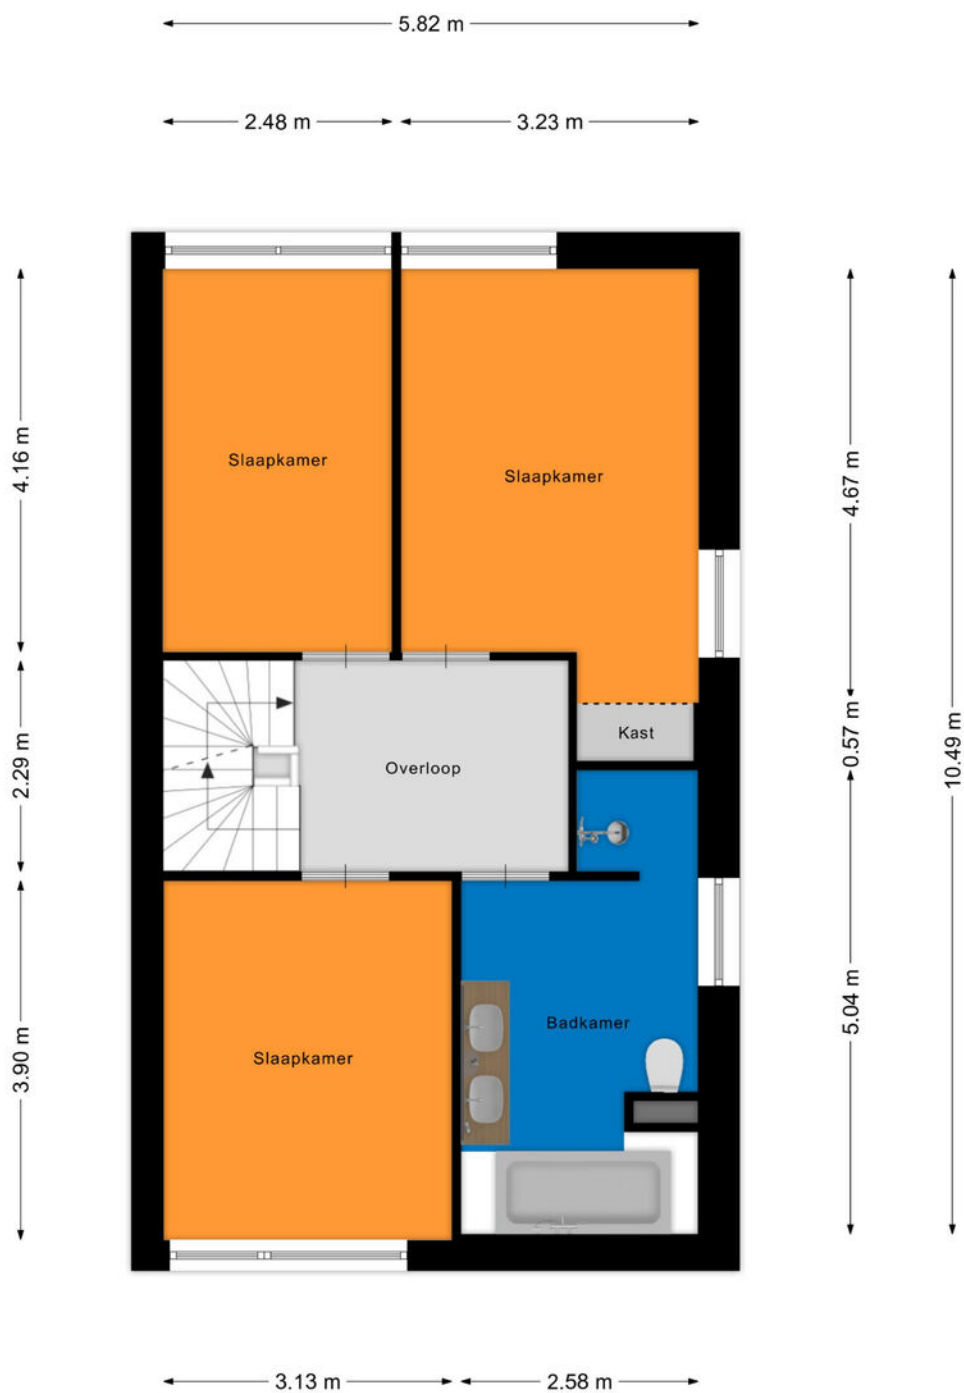 5.82 m
2.48 m
3.23 m
4.16 m
4.67 m
Slaapkamer
Slaapkamer
2.29 m
0.57 m
10.49 m
Kast
Overloop
3.90 m
5.04 m
Badkamer
Slaapkamer
3.13 m
2.58 m